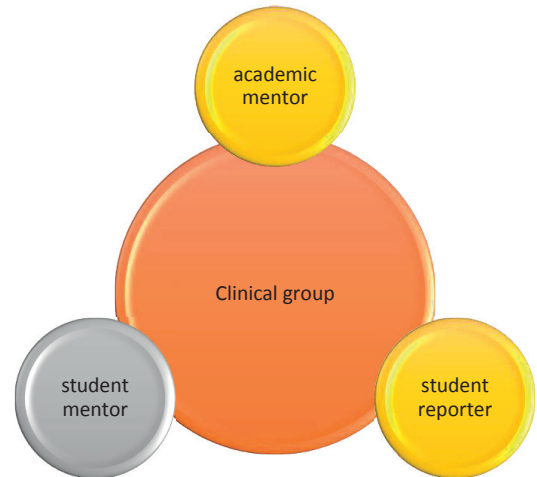 academic
mentor
Clinical group
student
mentor
student
reporter